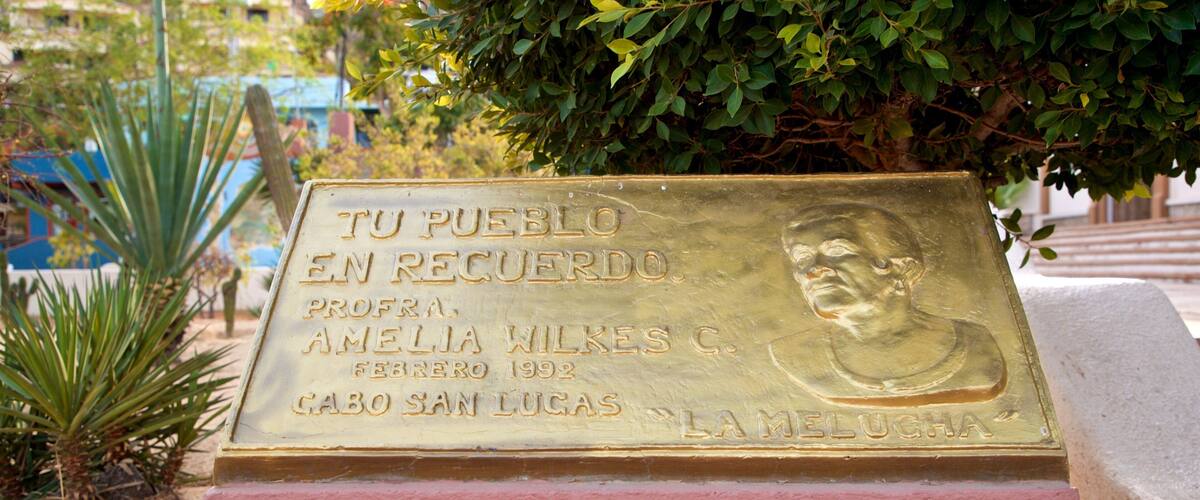 TU PUEBLO
EN RECUERDO.
PROFRA.
AMELIA WILKES C.
FEBRERO 1992
CABO SAN LUCAS
"LA MELUCHA"